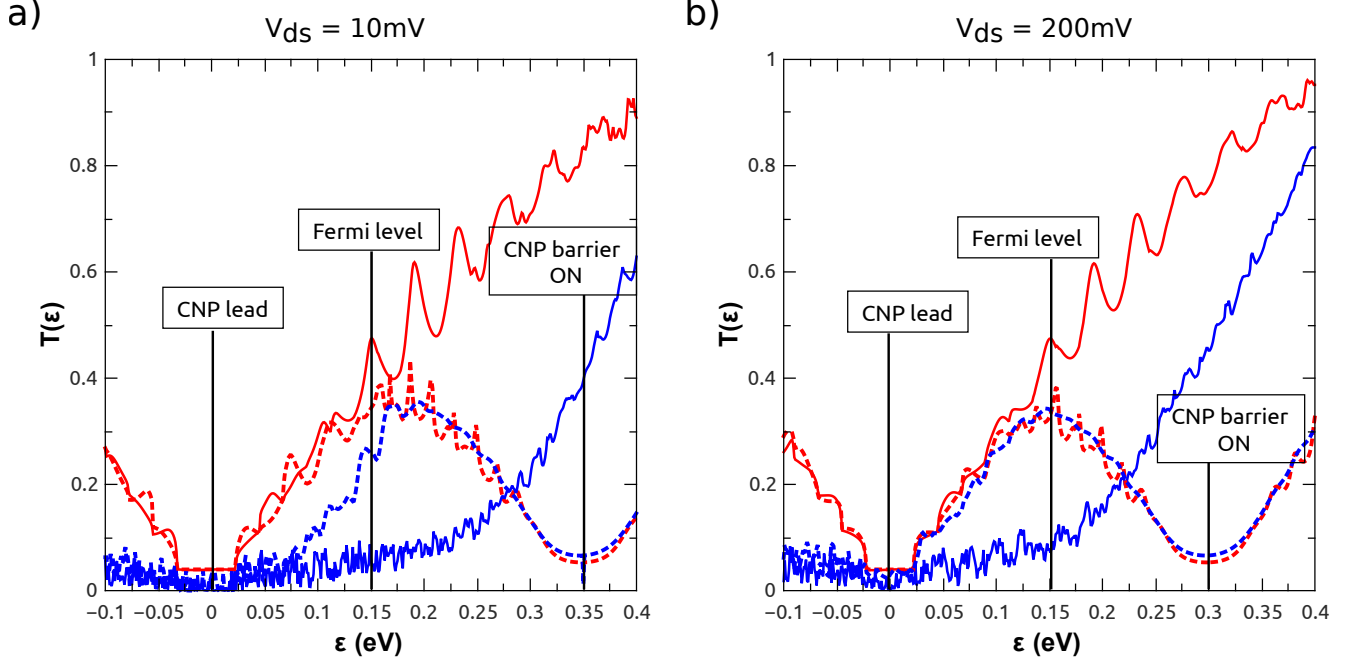 a)
V_ds = 10mV
1
0.8
0.6
0.4
0.2
0
T(ε)
Fermi level
CNP barrier
ON
CNP lead
−0.1
−0.05
0
0.05
0.1
0.15
0.2
0.25
0.3
0.35
0.4
ε (eV)
b)
V_ds = 200mV
1
0.8
0.6
0.4
0.2
0
T(ε)
Fermi level
CNP lead
CNP barrier
ON
−0.1
−0.05
0
0.05
0.1
0.15
0.2
0.25
0.3
0.35
0.4
ε (eV)